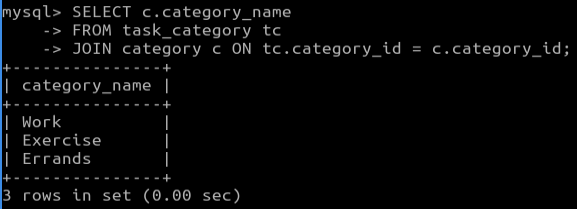 mysql> SELECT c.category_name
    -> FROM task_category tc
    -> JOIN category c ON tc.category_id = c.category_id;
+---------------+
| category_name |
+---------------+
| Work          |
| Exercise      |
| Errands       |
+---------------+
3 rows in set (0.00 sec)